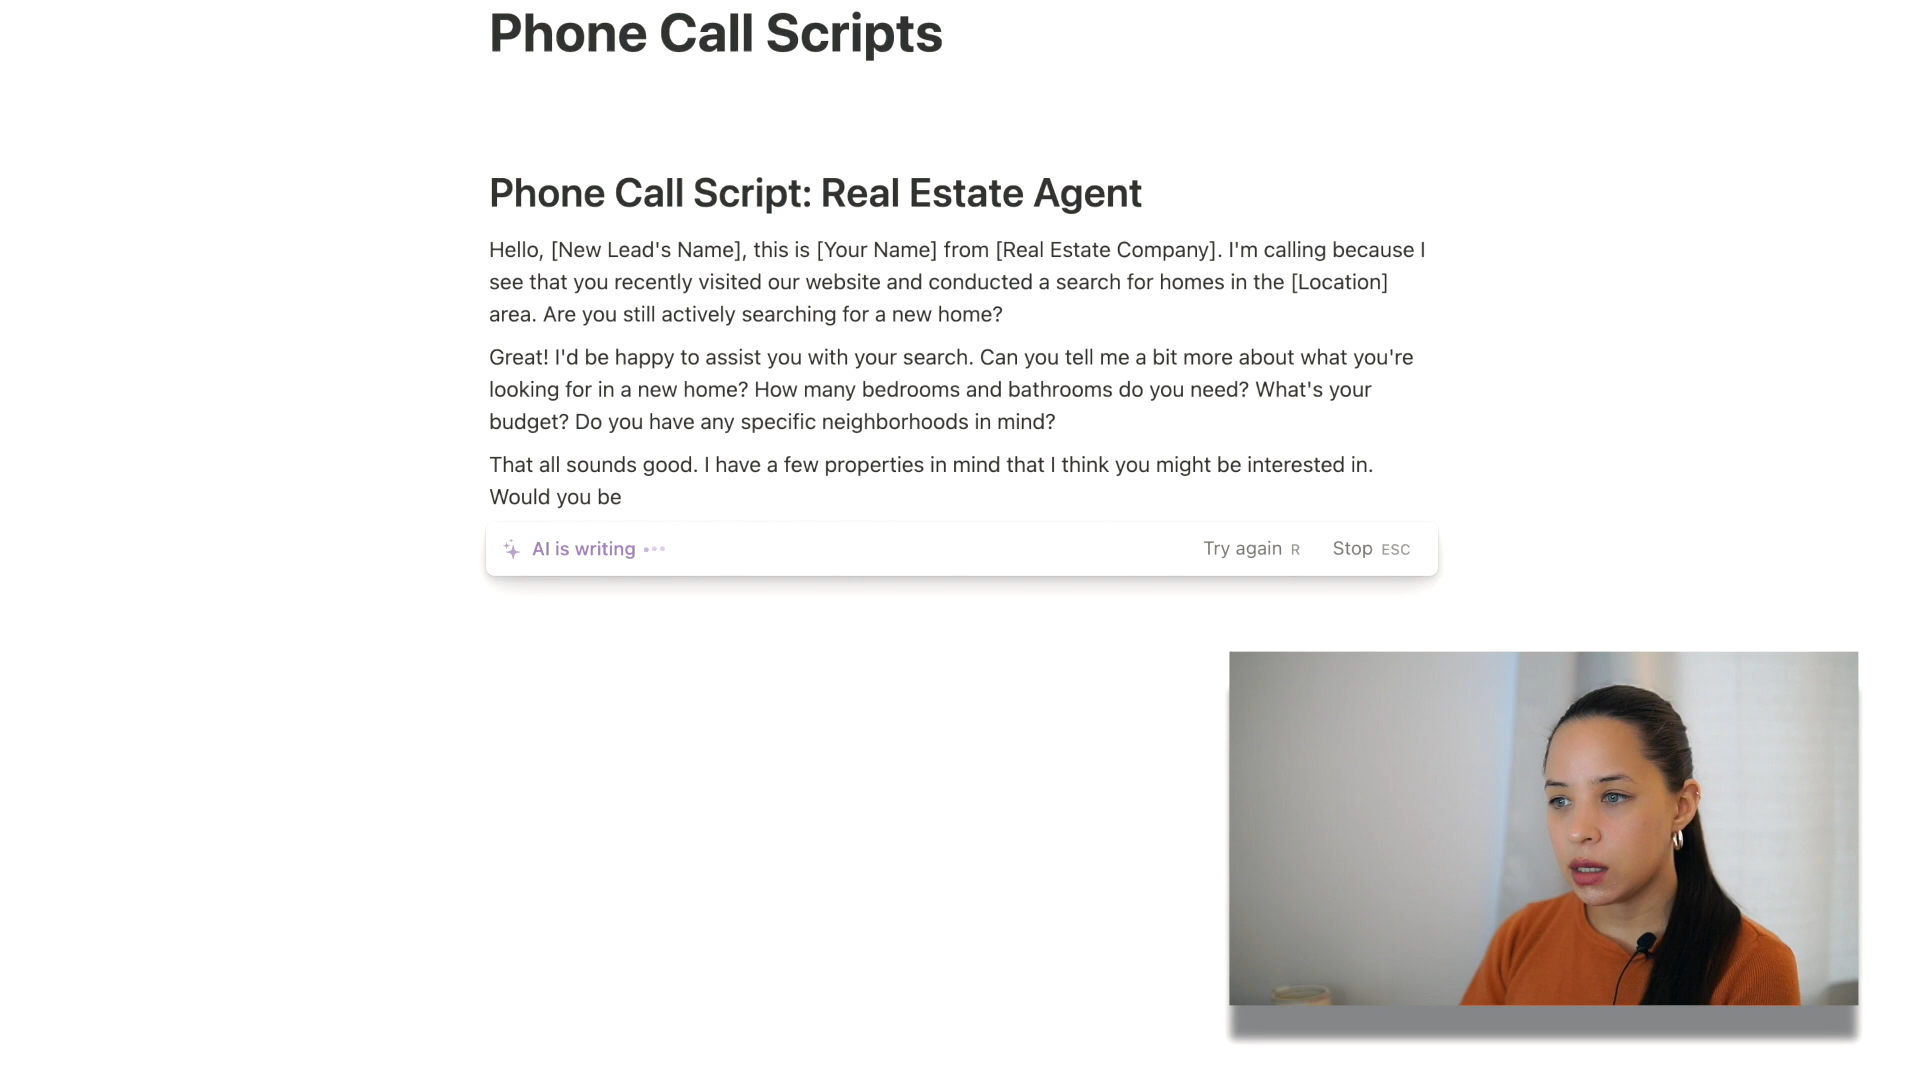 Phone Call Scripts
Phone Call Script: Real Estate Agent
Hello, [New Lead's Name], this is [Your Name] from [Real Estate Company]. I'm calling because I
see that you recently visited our website and conducted a search for homes in the [Location]
area. Are you still actively searching for a new home?
Great! I'd be happy to assist you with your search. Can you tell me a bit more about what you're
looking for in a new home? How many bedrooms and bathrooms do you need? What's your
budget? Do you have any specific neighborhoods in mind?
That all sounds good. I have a few properties in mind that I think you might be interested in.
Would you be
AI is writing Try again R Stop ESC